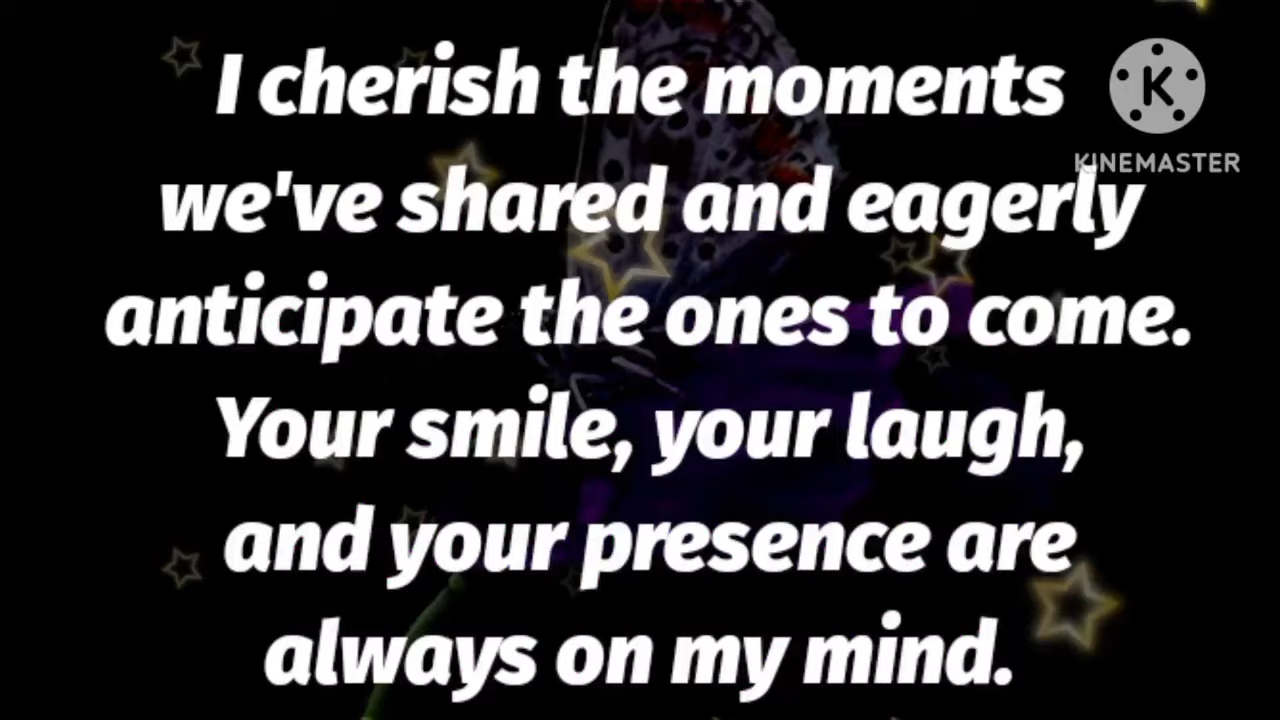 I cherish the moments
K
KINEMASTER
we've shared and eagerly
anticipate the ones to come.
Your smile, your laugh,
and your presence are
always on my mind.